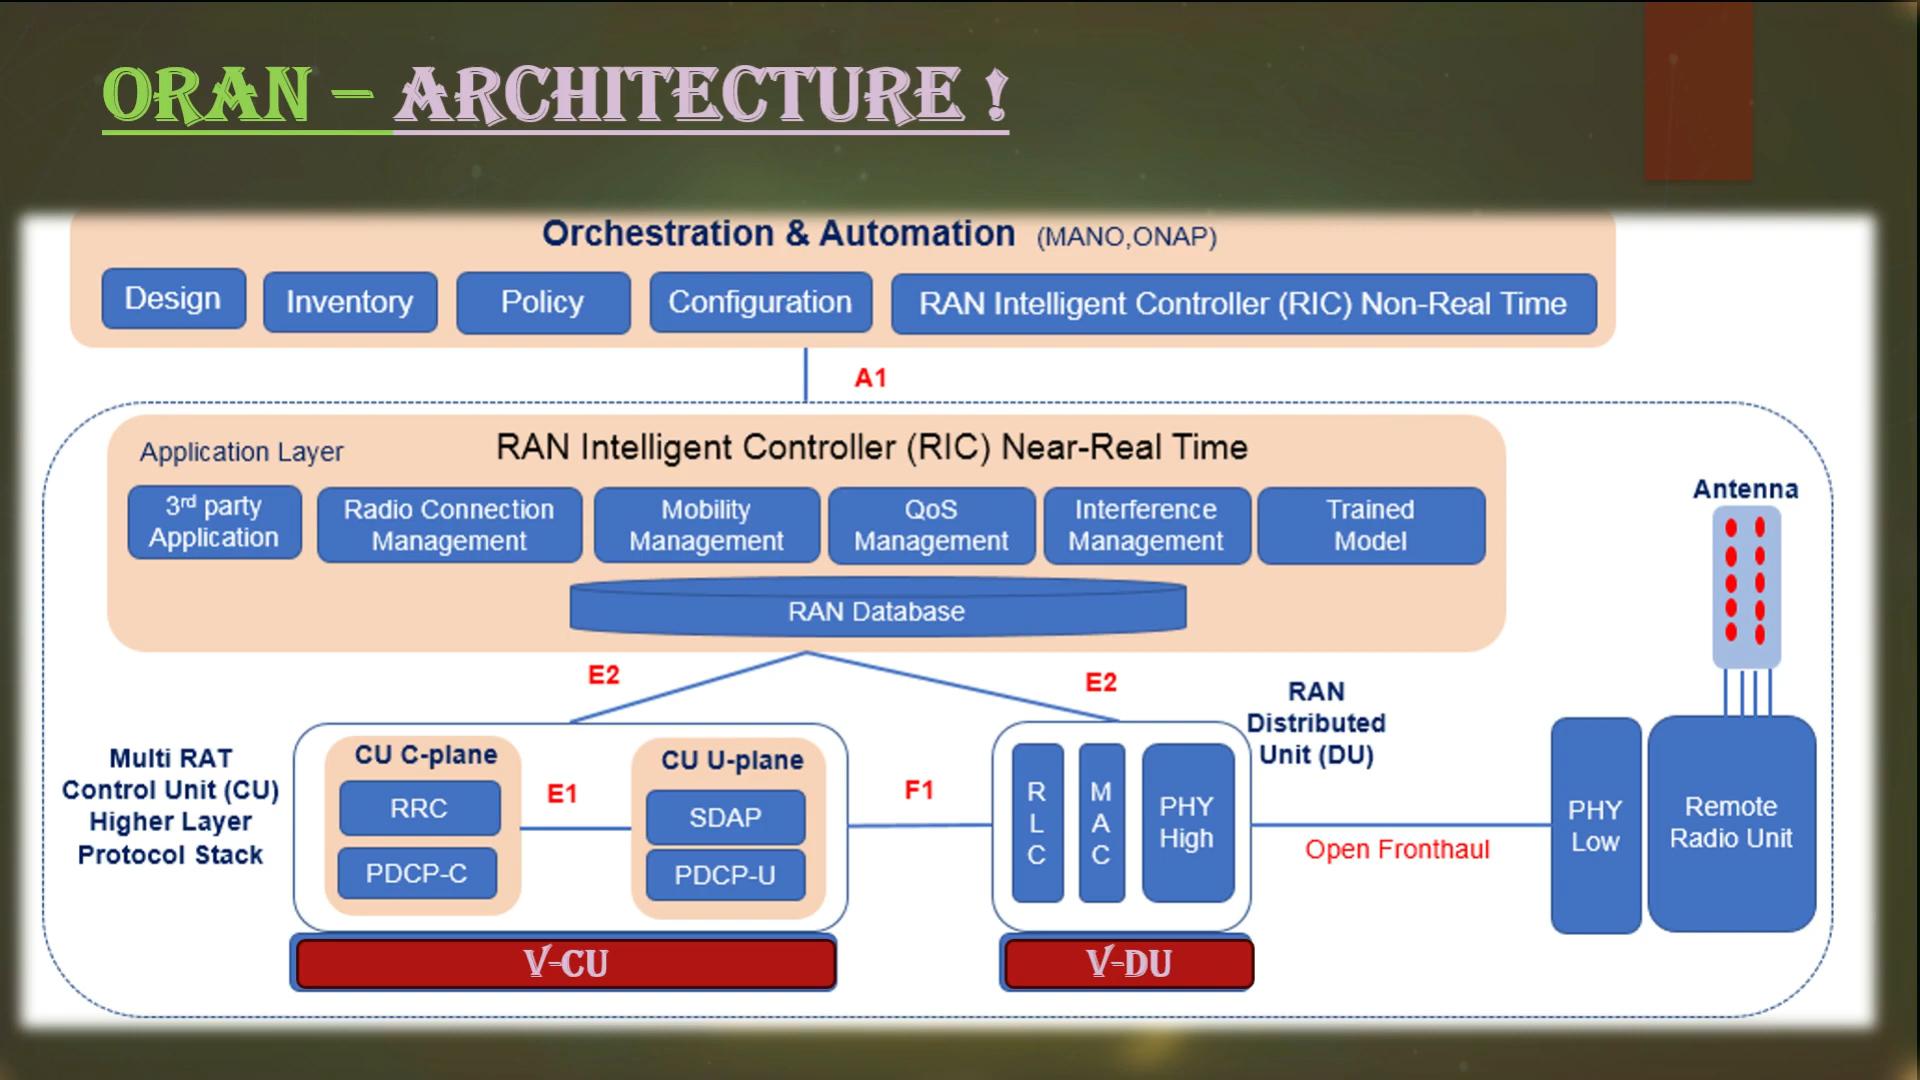 ORAN – ARCHITECTURE !
Orchestration & Automation (MANO,ONAP)
Design
Inventory
Policy
Configuration
RAN Intelligent Controller (RIC) Non-Real Time
A1
Application Layer
RAN Intelligent Controller (RIC) Near-Real Time
3rd party
Application
Radio Connection
Management
Mobility
Management
QoS
Management
Interference
Management
Trained
Model
RAN Database
Antenna
E2
E2
RAN
Distributed
Unit (DU)
Multi RAT
Control Unit (CU)
Higher Layer
Protocol Stack
CU C-plane
RRC
PDCP-C
E1
CU U-plane
SDAP
PDCP-U
F1
R
L
C
M
A
C
PHY
High
Open Fronthaul
PHY
Low
Remote
Radio Unit
V-CU
V-DU